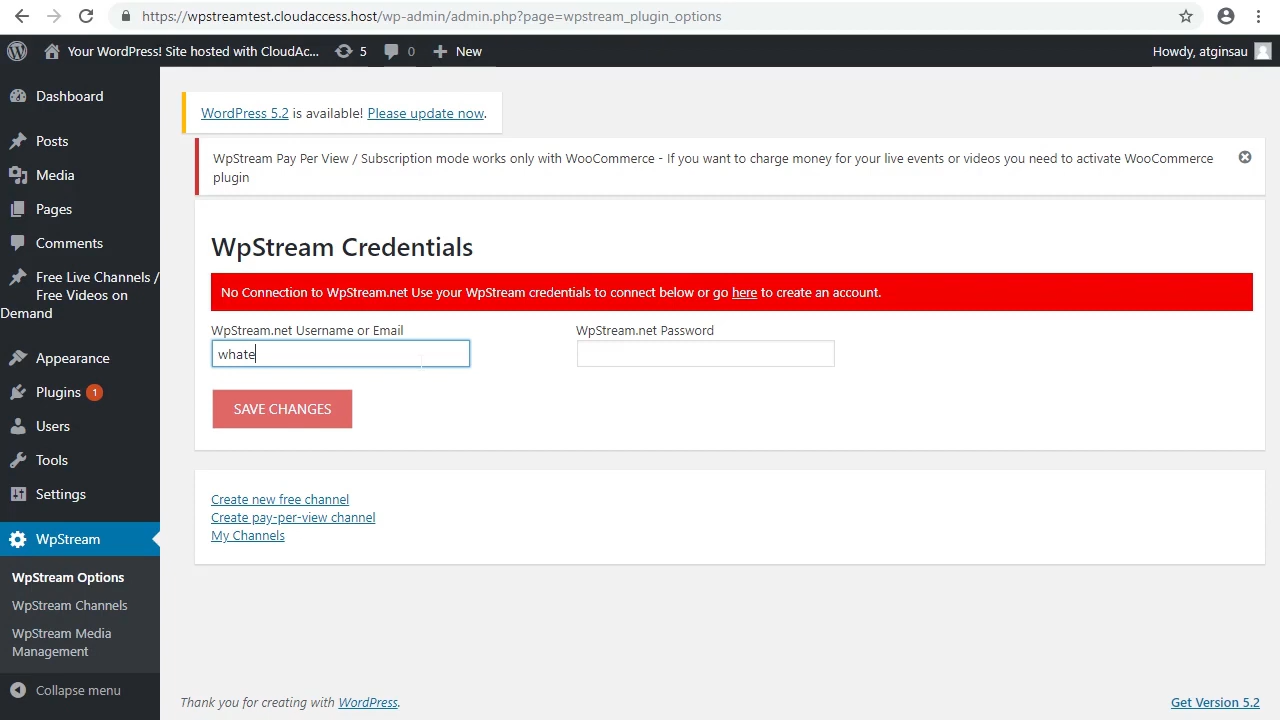 https://wpstreamtest.cloudaccess.host/wp-admin/admin.php?page=wpstream_plugin_options
Your WordPress! Site hosted with CloudAc... 5 0 New Howdy, atginsau
Dashboard
Posts
Media
Pages
Comments
Free Live Channels /
Free Videos on
Demand
Appearance
Plugins 1
Users
Tools
Settings
WpStream
WpStream Options
WpStream Channels
WpStream Media
Management
Collapse menu
WordPress 5.2 is available! Please update now.
WpStream Pay Per View / Subscription mode works only with WooCommerce - If you want to charge money for your live events or videos you need to activate WooCommerce
plugin
WpStream Credentials
No Connection to WpStream.net Use your WpStream credentials to connect below or go here to create an account.
WpStream.net Username or Email
whate
WpStream.net Password
SAVE CHANGES
Create new free channel
Create pay-per-view channel
My Channels
Thank you for creating with WordPress.
Get Version 5.2